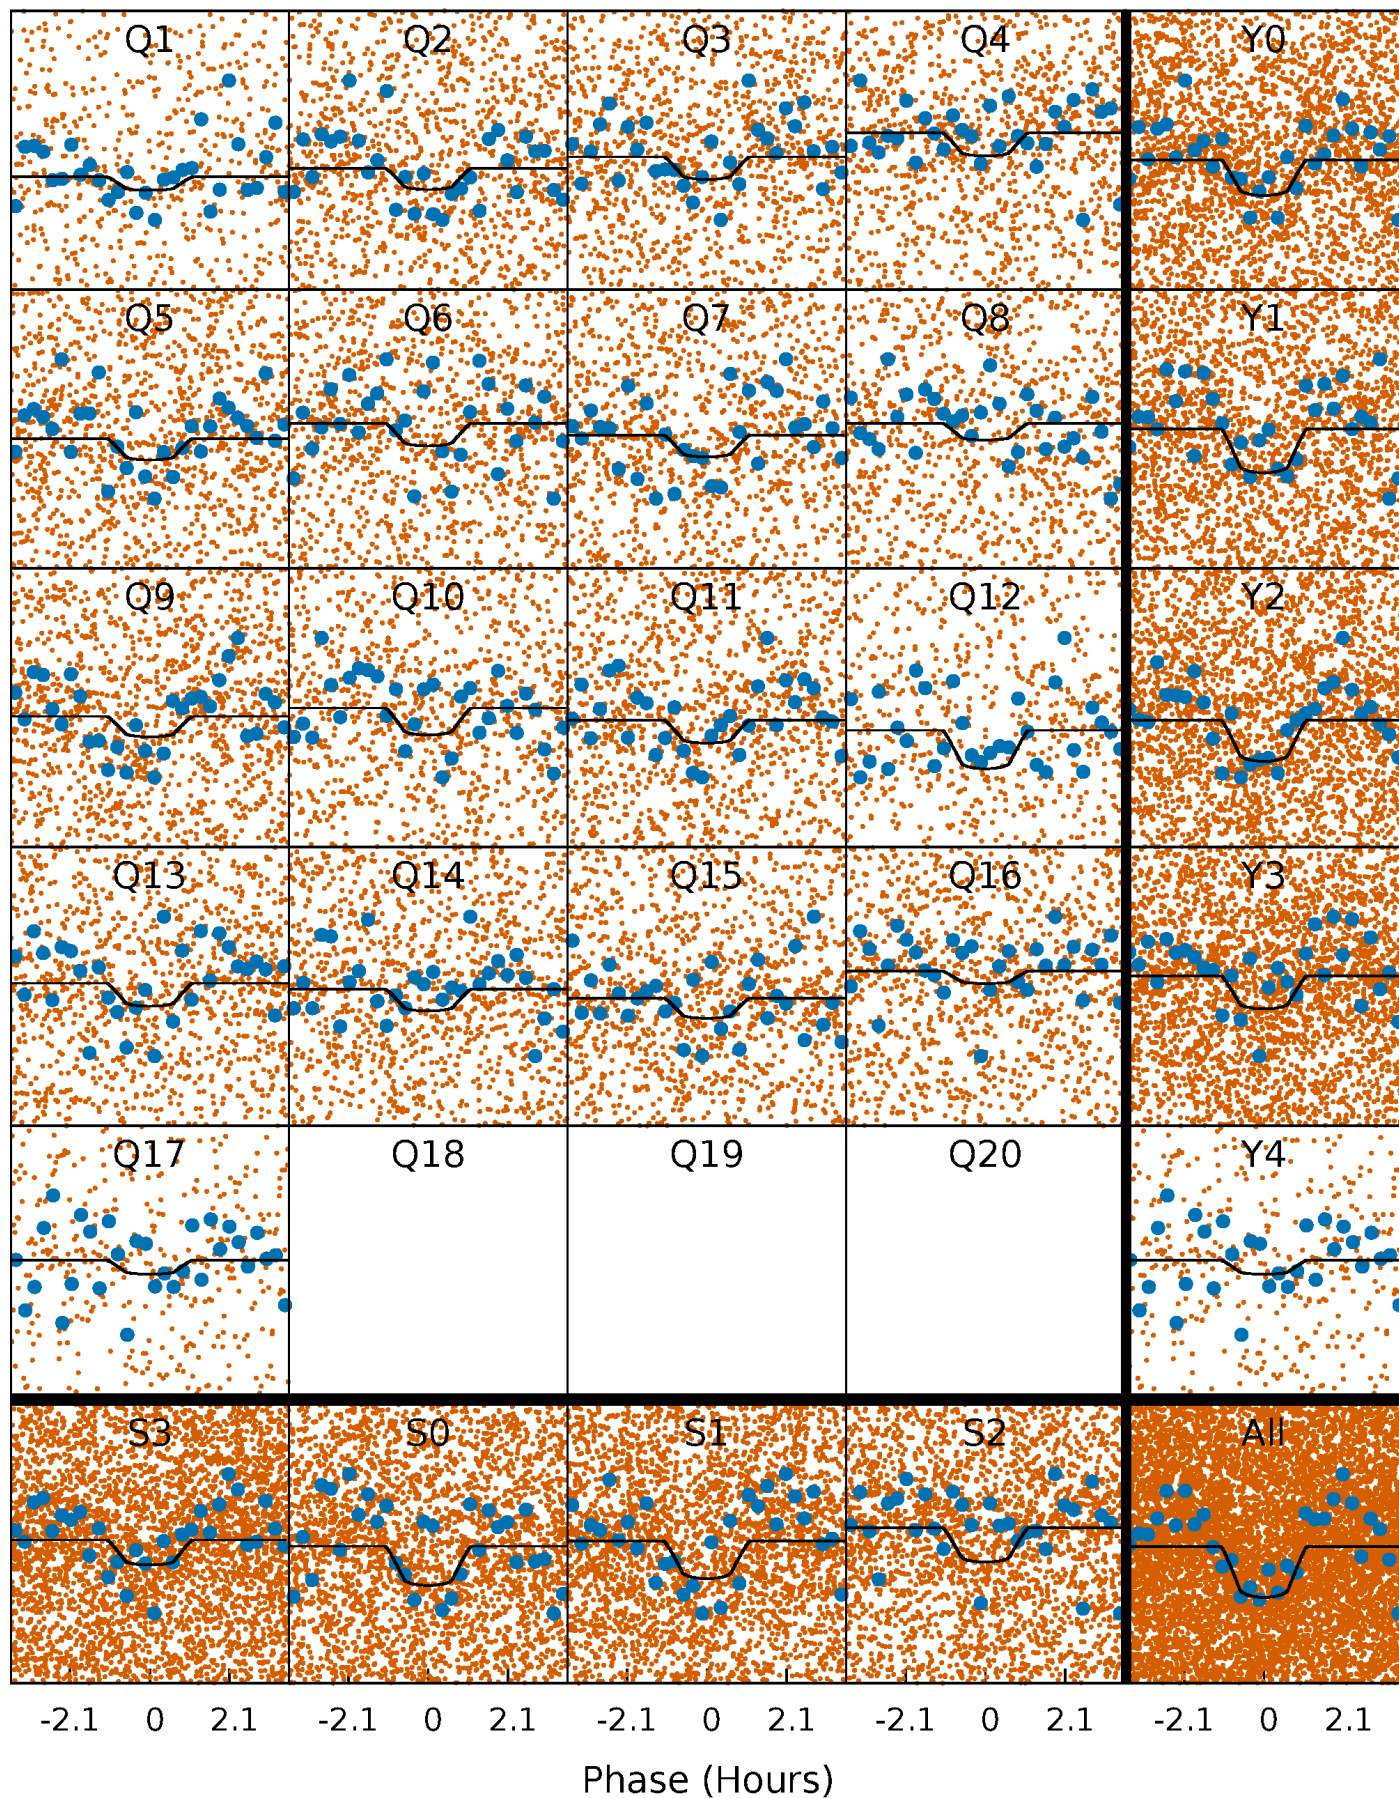 Q1 Q2 Q3 Q4 Y0
Q5 Q6 Q7 Q8 Y1
Q9 Q10 Q11 Q12 Y2
Q13 Q14 Q15 Q16 Y3
Q17 Q18 Q19 Q20 Y4
S3 S0 S1 S2 All
-2.1 0 2.1 -2.1 0 2.1 -2.1 0 2.1 -2.1 0 2.1 -2.1 0 2.1
Phase (Hours)